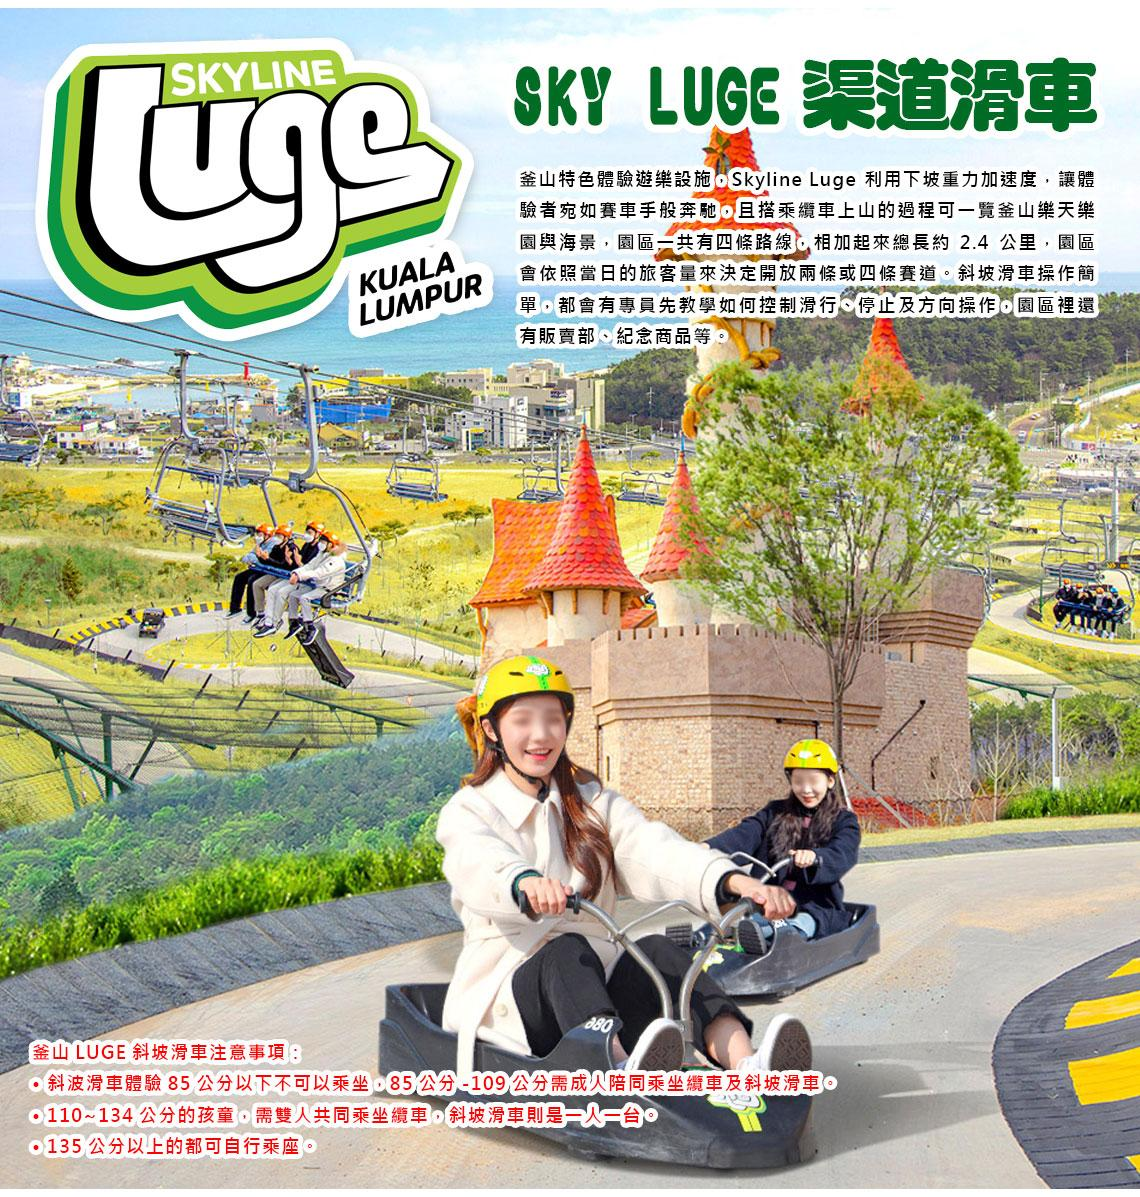 SKYLINE
Luge
KUALA
LUMPUR
SKY LUGE 渠道滑車
釜山特色體驗遊樂設施。Skyline Luge 利用下坡重力加速度,讓體
驗者宛如賽車手般奔馳,且搭乘纜車上山的過程可一覽釜山樂天樂
園與海景,園區一共有四條路線,相加起來總長約 2.4 公里,園區
會依照當日的旅客量來決定開放兩條或四條賽道。斜坡滑車操作簡
單,都會有專員先教學如何控制滑行、停止及方向操作,園區裡還
有販賣部、紀念商品等。
080
釜山 LUGE 斜坡滑車注意事項:
• 斜波滑車體驗 85 公分以下不可以乘坐,85 公分 -109 公分需成人陪同乘坐纜車及斜坡滑車。
• 110~134 公分的孩童,需雙人共同乘坐纜車,斜坡滑車則是一人一台。
• 135 公分以上的都可自行乘座。